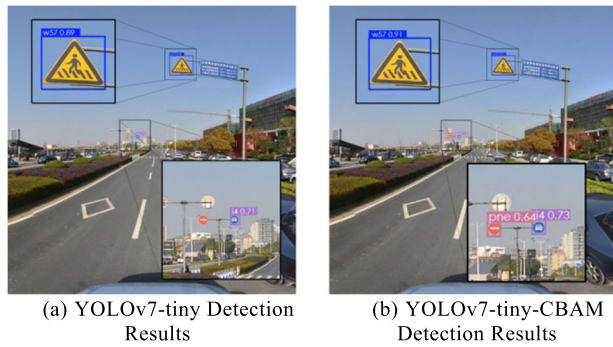 w57 0.89
i4 0.71
w57 0.91
pne 0.64
i4 0.73
(a) YOLOv7-tiny Detection
Results
(b) YOLOv7-tiny-CBAM
Detection Results